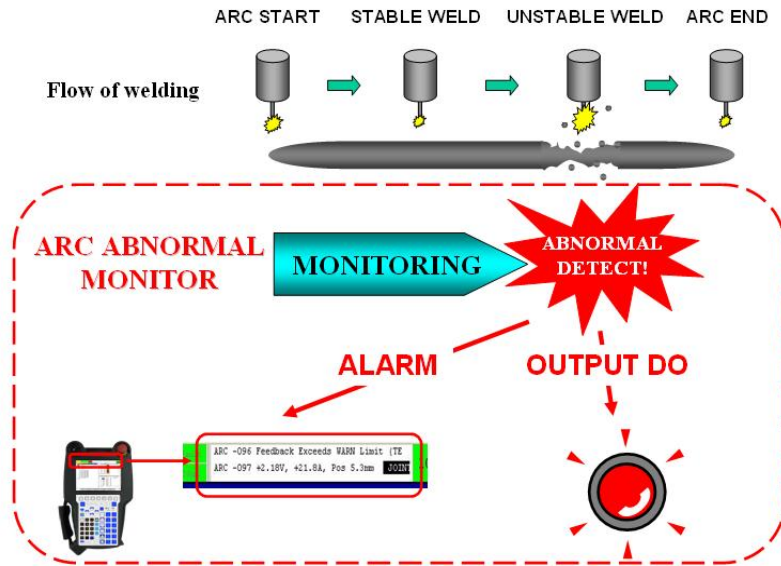 ARC START
STABLE WELD
UNSTABLE WELD
ARC END
Flow of welding
ARC ABNORMAL
MONITOR
MONITORING
ABNORMAL
DETECT!
ALARM
OUTPUT DO
ARC -096 Feedback Exceeds WARN Limit (TE
ARC -097 +2.18V, +21.8A, Pos 5.3mm JOINT